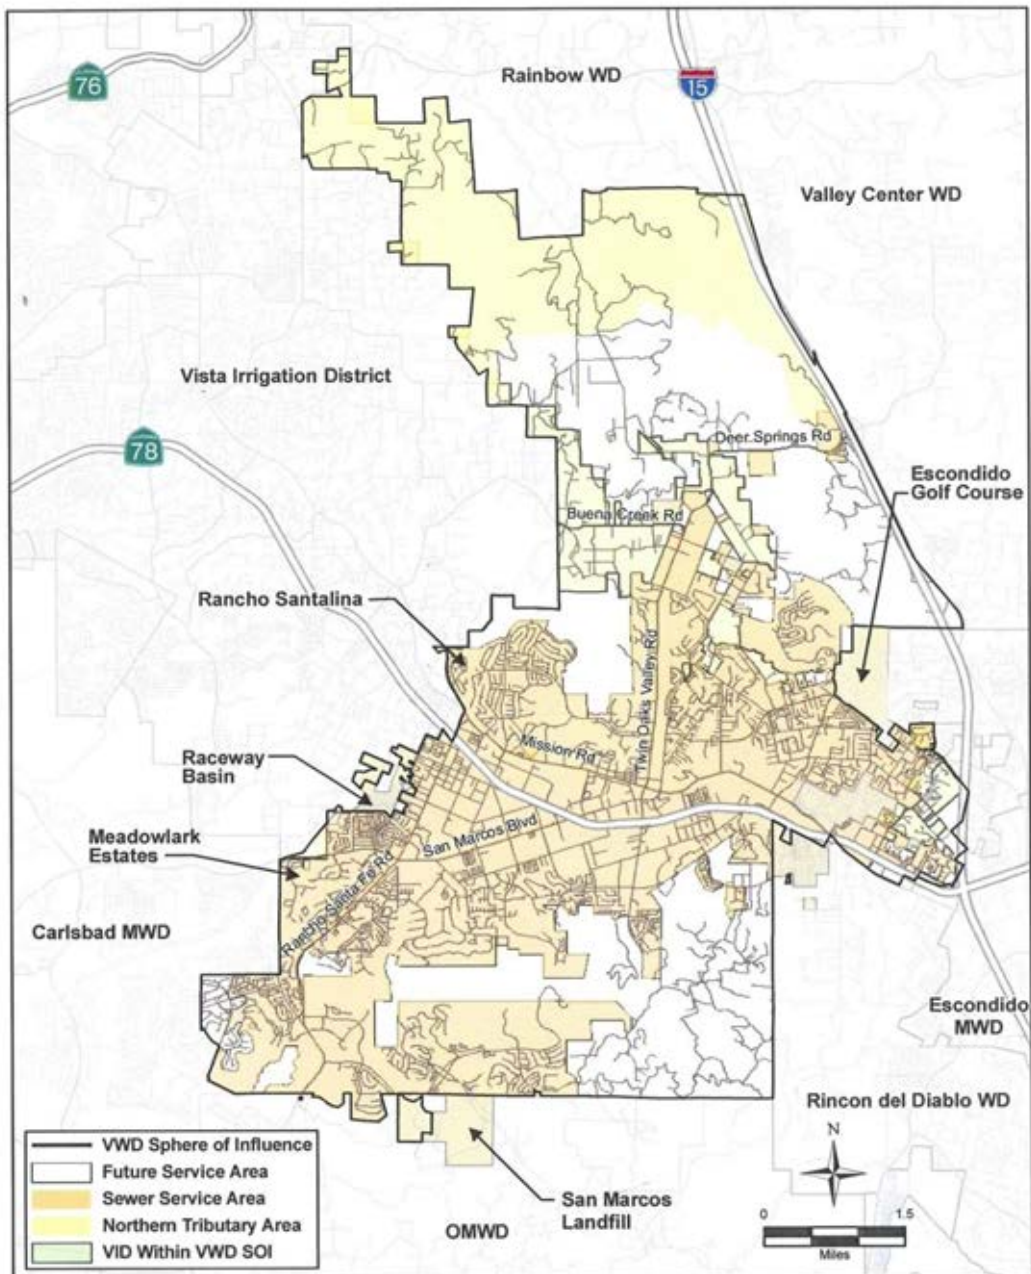 Rainbow WD
76
15
Valley Center WD
Vista Irrigation District
78
Deer Springs Rd
Escondido
Golf Course
Buena Creek Rd
Rancho Santalina
Twin Oaks Valley Rd
Mission Rd
Raceway
Basin
San Marcos Blvd
Meadowlark
Estates
Rancho Santa Fe Rd
Carlsbad MWD
Escondido
MWD
Rincon del Diablo WD
N
VWD Sphere of Influence
Future Service Area
Sewer Service Area
Northern Tributary Area
VID Within VWD SOI
San Marcos
Landfill
OMWD
0 1.5
Miles